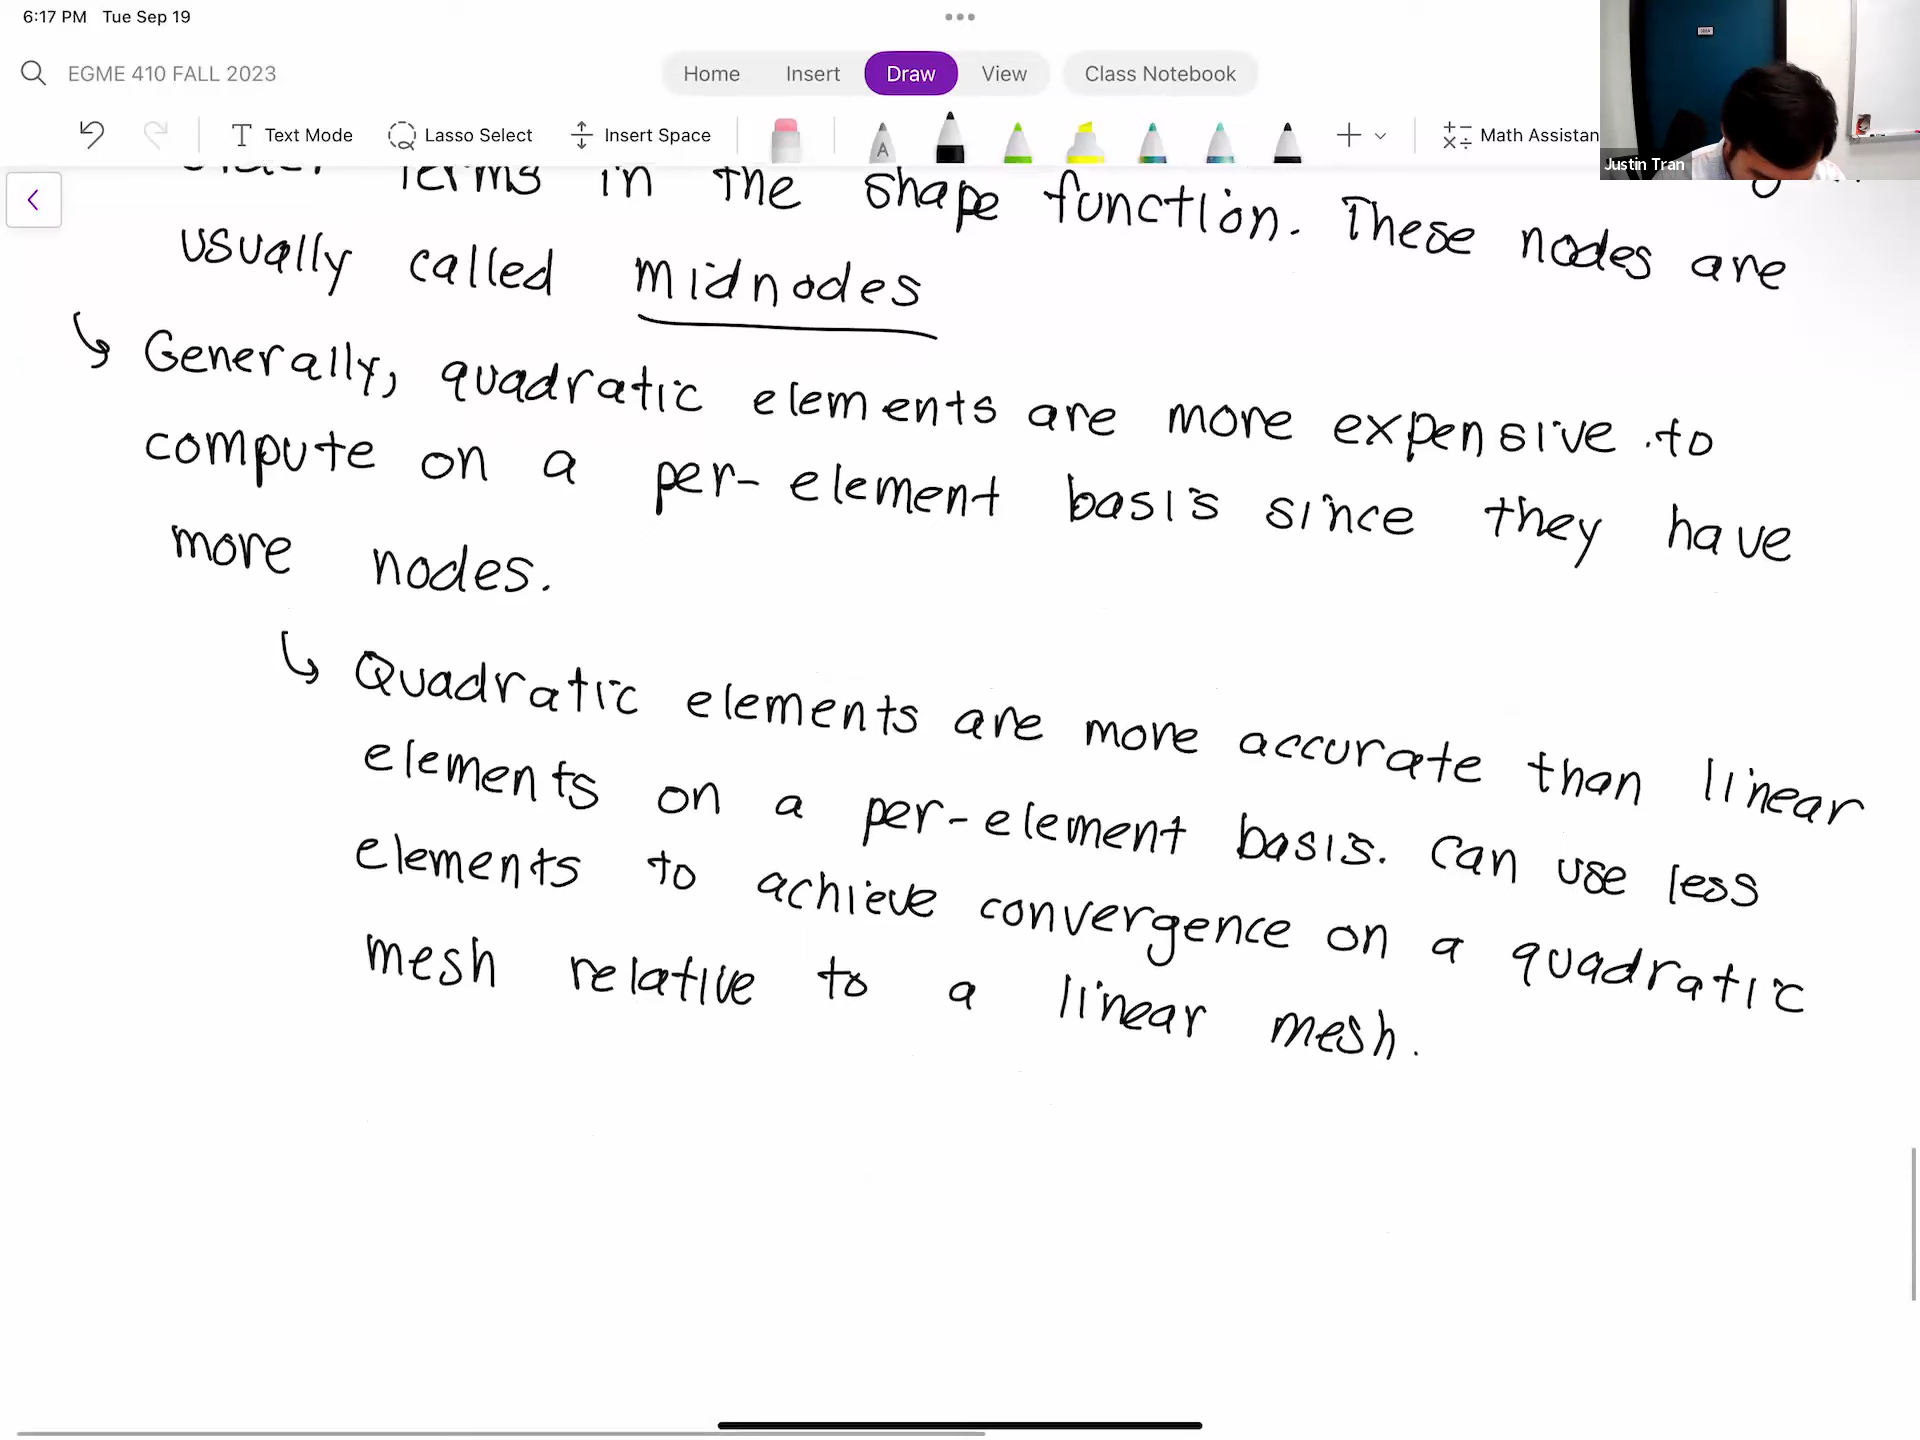 6:17 PM Tue Sep 19
EGME 410 FALL 2023
Home Insert Draw View Class Notebook
Text Mode Lasso Select Insert Space A Math Assistan
Justin Tran
terms in the shape function. These nodes are
usually called midnodes
Generally, quadratic elements are more expensive to
compute on a per-element basis since they have
more nodes.
Quadratic elements are more accurate than linear
elements on a per-element basis. Can use less
elements to achieve convergence on a quadratic
mesh relative to a linear mesh.